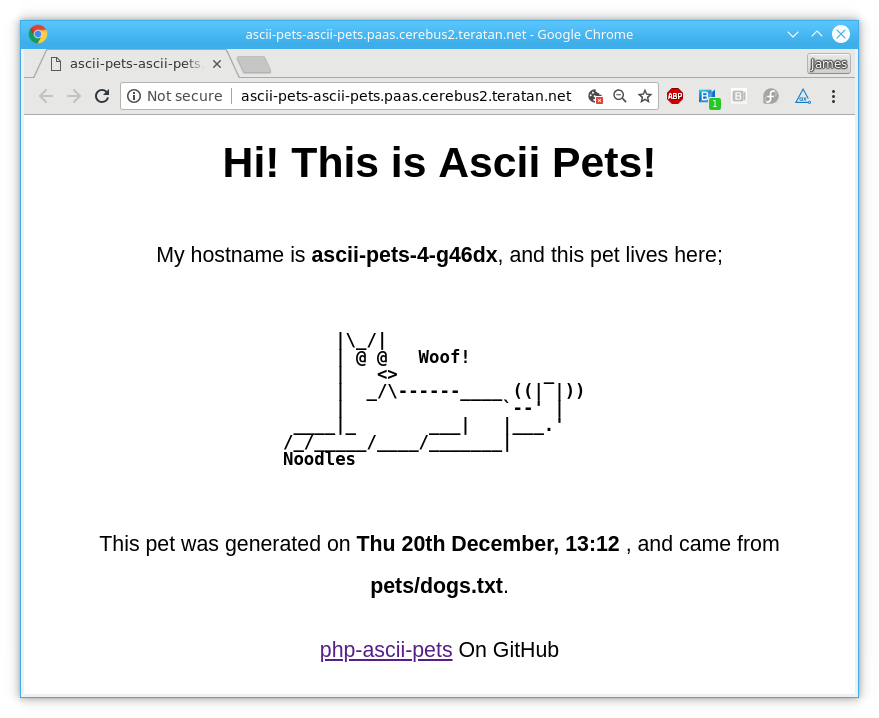 ascii-pets-ascii-pets.paas.cerebus2.teratan.net - Google Chrome
ascii-pets-ascii-pets.
James
Not secure | ascii-pets-ascii-pets.paas.cerebus2.teratan.net
ABP
1
Hi! This is Ascii Pets!
My hostname is ascii-pets-4-g46dx, and this pet lives here;
     |\_/|
     | @ @   Woof!
     |   <>              _
     |  _/\------____ ((| |))
     |               `--' |
 ____|_       ___|   |___.'
/_/_____/____/_______|
Noodles
This pet was generated on Thu 20th December, 13:12 , and came from
pets/dogs.txt.
php-ascii-pets On GitHub